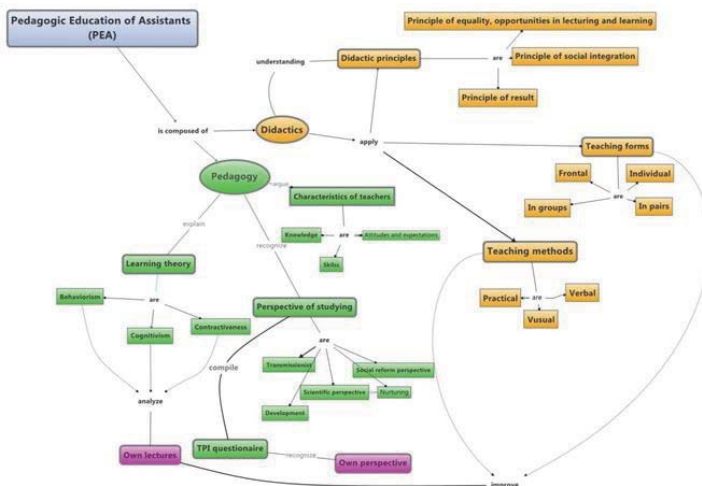 Pedagogic Education of Assistants
(PEA)
Principle of equality, opportunities in lecturing and learning
understanding
Didactic principles
are
Principle of social integration
Principle of result
is composed of
Didactics
apply
Teaching forms
Pedagogy
argue
Characteristics of teachers
Frontal
Individual
are
In groups
In pairs
explain
recognize
Knowledge
are
Attitudes and expectations
Skills
Teaching methods
Learning theory
Behaviorism
are
Contractiveness
Cognitivism
Perspective of studying
Practical
are
Verbal
Vusual
are
compile
Transmissionist
Social reform perspective
Scientific perspective
Nurturing
Development
analyze
Own lectures
TPI questionaire
recognize
Own perspective
improve